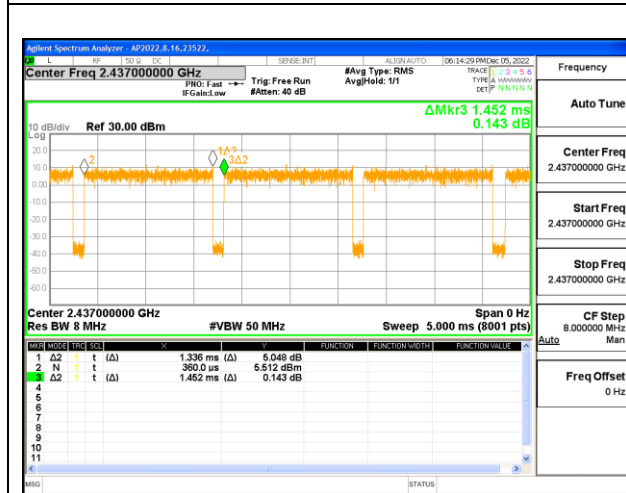 Agilent Spectrum Analyzer - AP2022.8.16,23522,
L RF 50 Ω DC SENSE:INT ALIGN AUTO 06:14:29 PM Dec 05, 2022
Center Freq 2.437000000 GHz
PNO: Fast
IFGain:Low
Trig: Free Run
#Atten: 40 dB
#Avg Type: RMS
Avg|Hold: 1/1
TRACE 1 2 3 4 5 6
TYPE A WWWWW
DET P N N N N N
ΔMkr3 1.452 ms
0.143 dB
10 dB/div Ref 30.00 dBm
Log
20.0
10.0
0.00
-10.0
-20.0
-30.0
-40.0
-50.0
-60.0
2
1Δ2
3Δ2
Center 2.437000000 GHz Span 0 Hz
Res BW 8 MHz #VBW 50 MHz Sweep 5.000 ms (8001 pts)
MKR MODE TRC SCL X Y FUNCTION FUNCTION WIDTH FUNCTION VALUE
1 Δ2 1 t (Δ) 1.336 ms (Δ) 5.048 dB
2 N 1 t 360.0 µs 5.512 dBm
3 Δ2 1 t (Δ) 1.452 ms (Δ) 0.143 dB
4
5
6
7
8
9
10
11
MSG STATUS
Frequency
Auto Tune
Center Freq
2.437000000 GHz
Start Freq
2.437000000 GHz
Stop Freq
2.437000000 GHz
CF Step
8.000000 MHz
Auto Man
Freq Offset
0 Hz